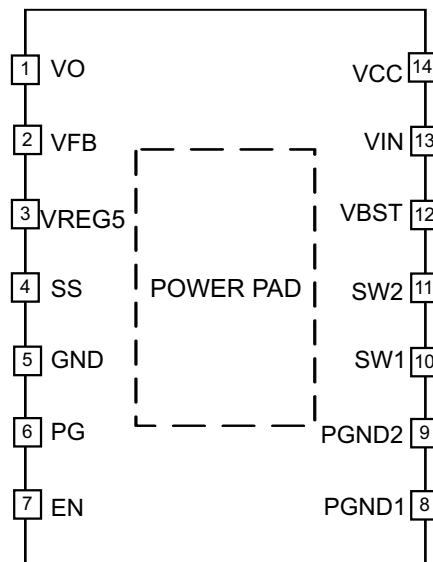 1 VO
2 VFB
3 VREG5
4 SS
5 GND
6 PG
7 EN
POWER PAD
VCC 14
VIN 13
VBST 12
SW2 11
SW1 10
PGND2 9
PGND1 8